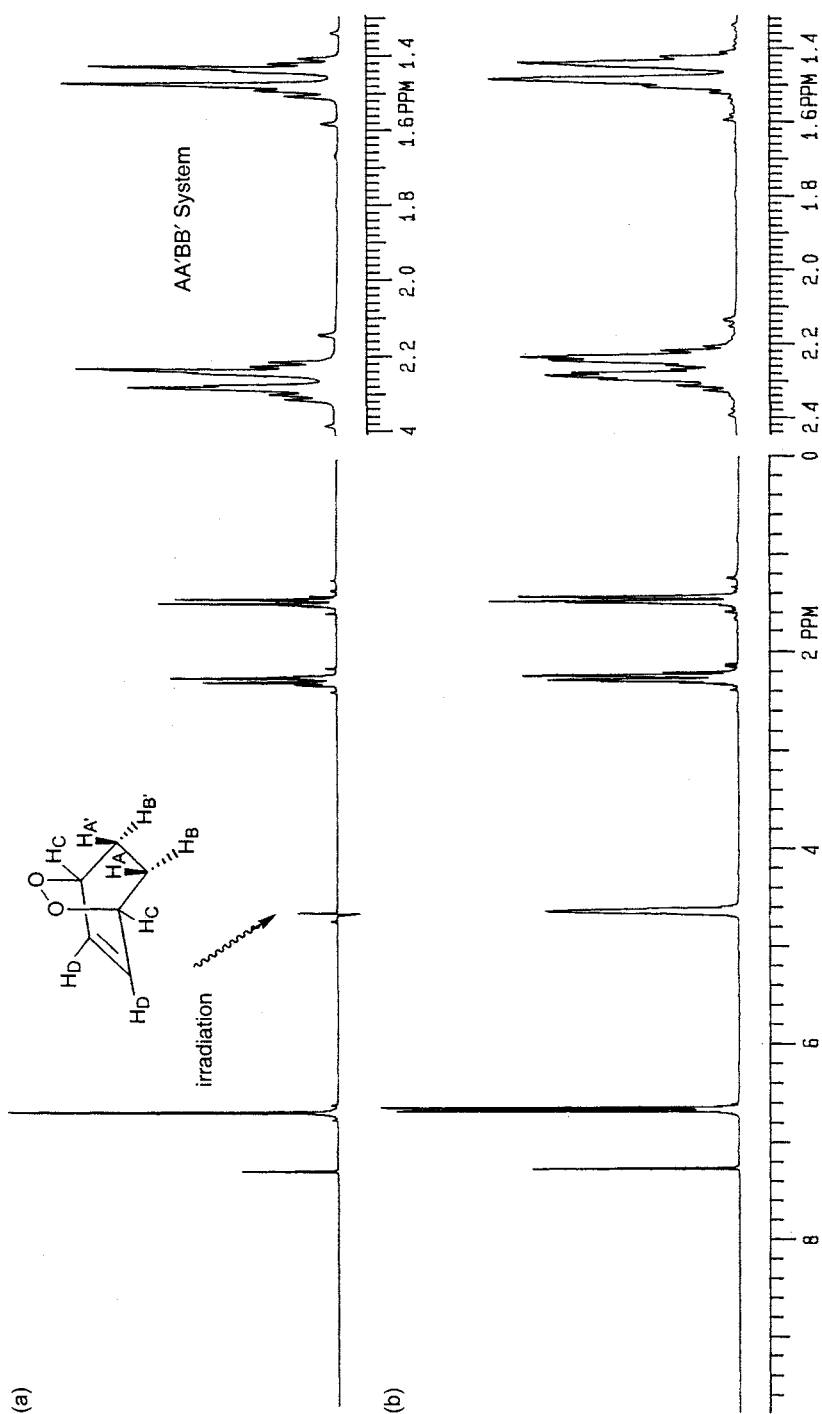 (a)
H_D
H_D
O
O
H_C
H_C
H_A'
H_A
H_B'
H_B
irradiation
AA'BB' System
4 2.2 2.0 1.8 1.6PPM 1.4
(b)
8 6 4 2 PPM 0
2.4 2.2 2.0 1.8 1.6PPM 1.4